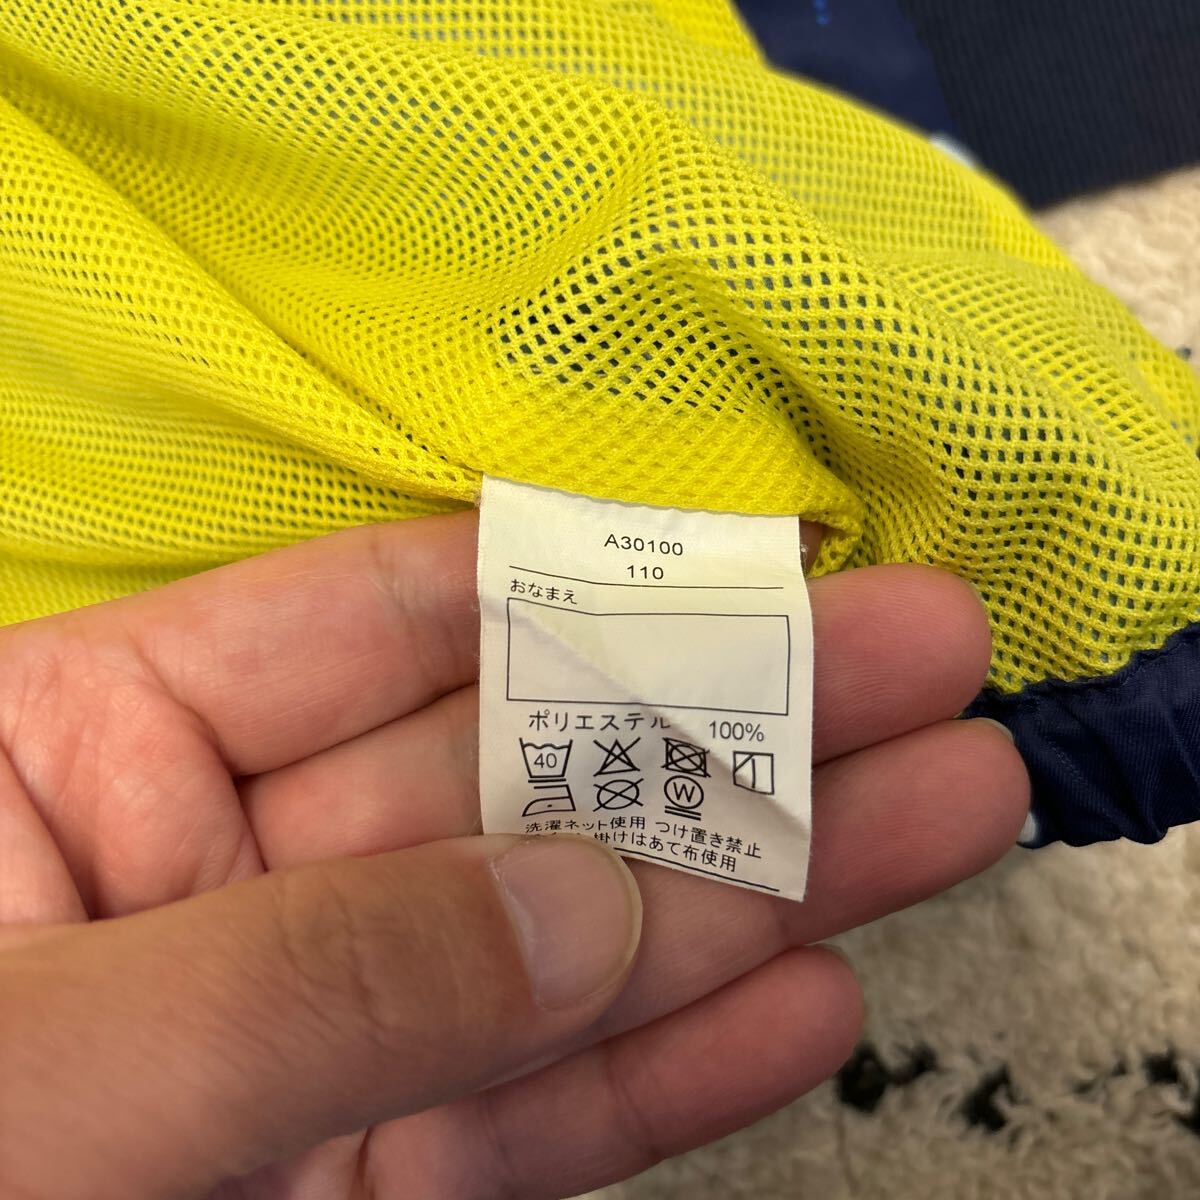 A30100
110
おなまえ
ポリエステル 100%
40
W
洗濯ネット使用 つけ置き禁止
掛けはあて布使用